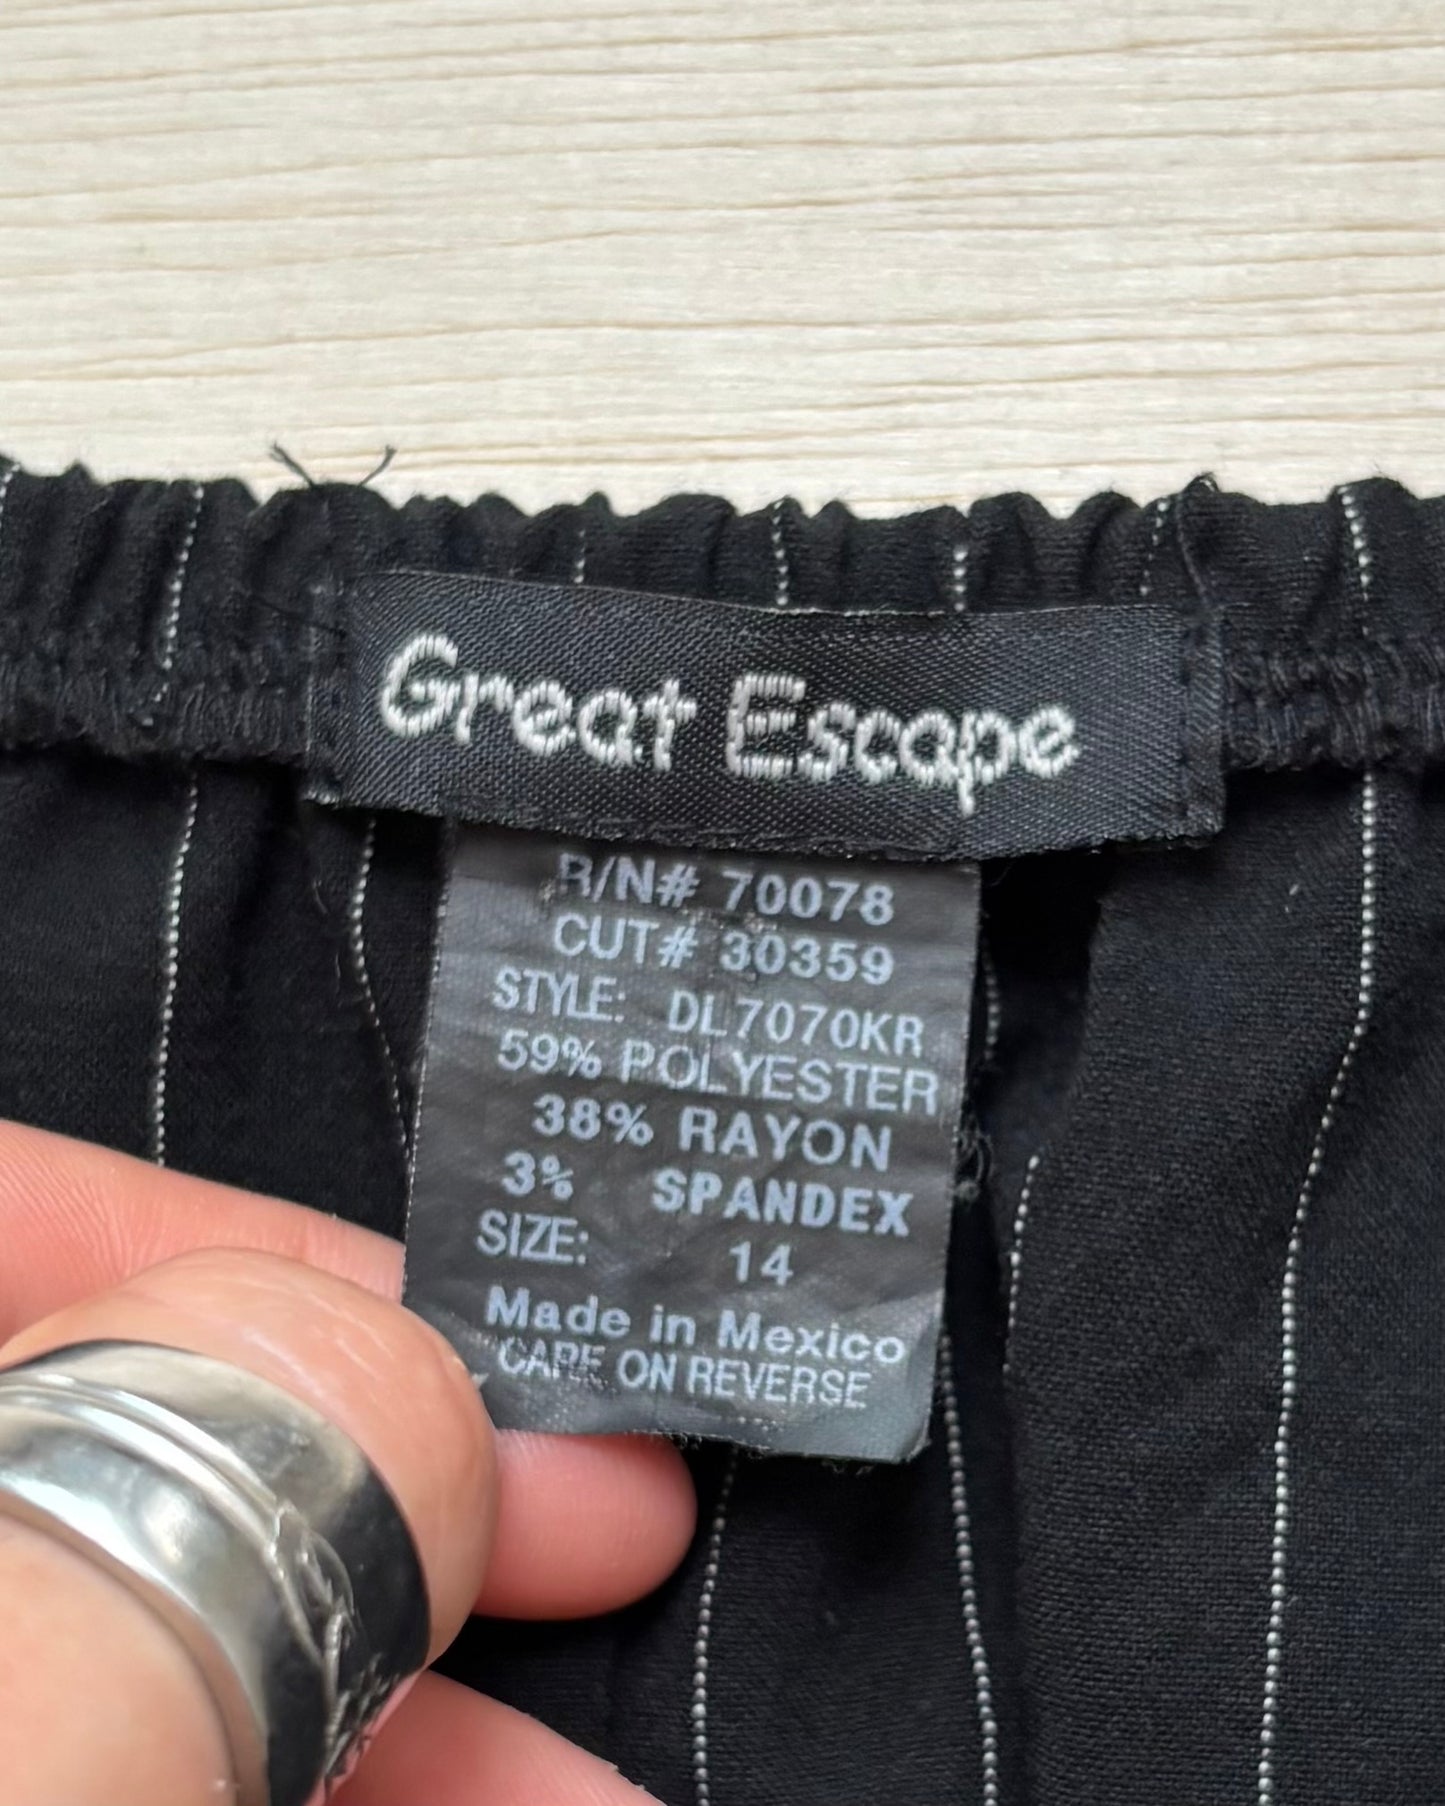 Great Escape
R/N# 70078
CUT# 30359
STYLE: DL7070KR
59% POLYESTER
38% RAYON
3% SPANDEX
SIZE: 14
Made in Mexico
CARE ON REVERSE